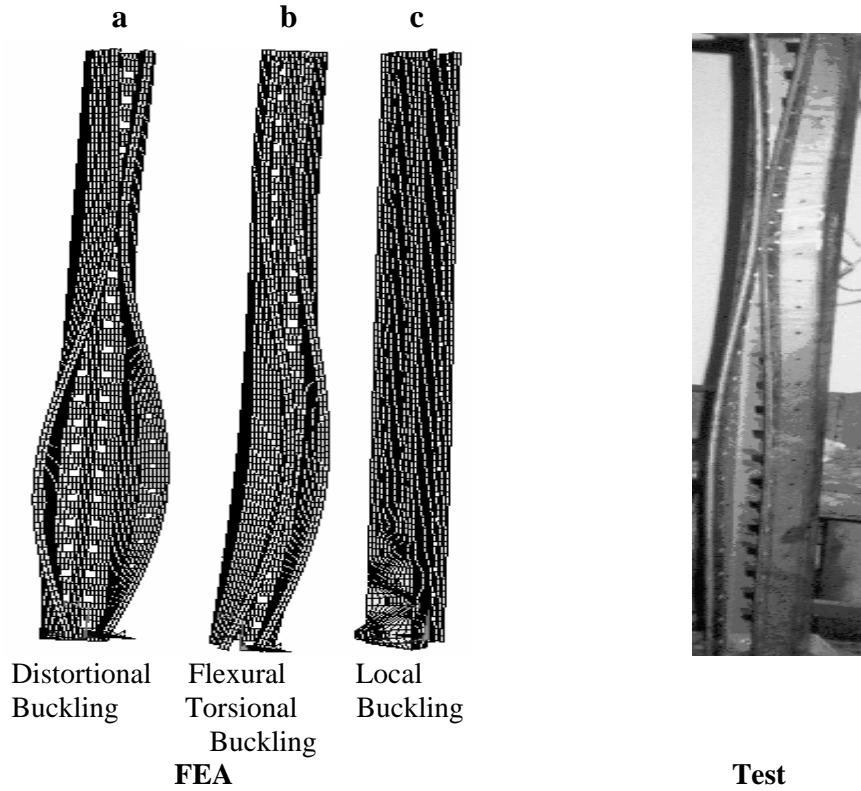 a b c
Distortional Flexural Local
Buckling Torsional Buckling
Buckling
FEA Test